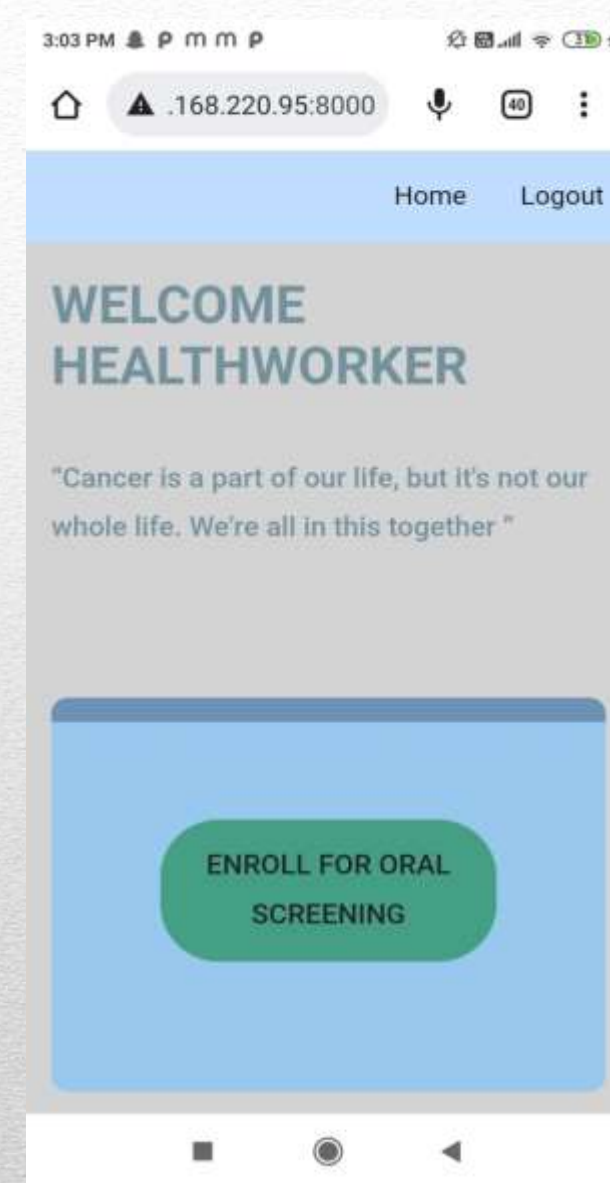 3:03 PM
.168.220.95:8000
40
Home Logout
WELCOME
HEALTHWORKER
"Cancer is a part of our life, but it's not our
whole life. We're all in this together "
ENROLL FOR ORAL
SCREENING